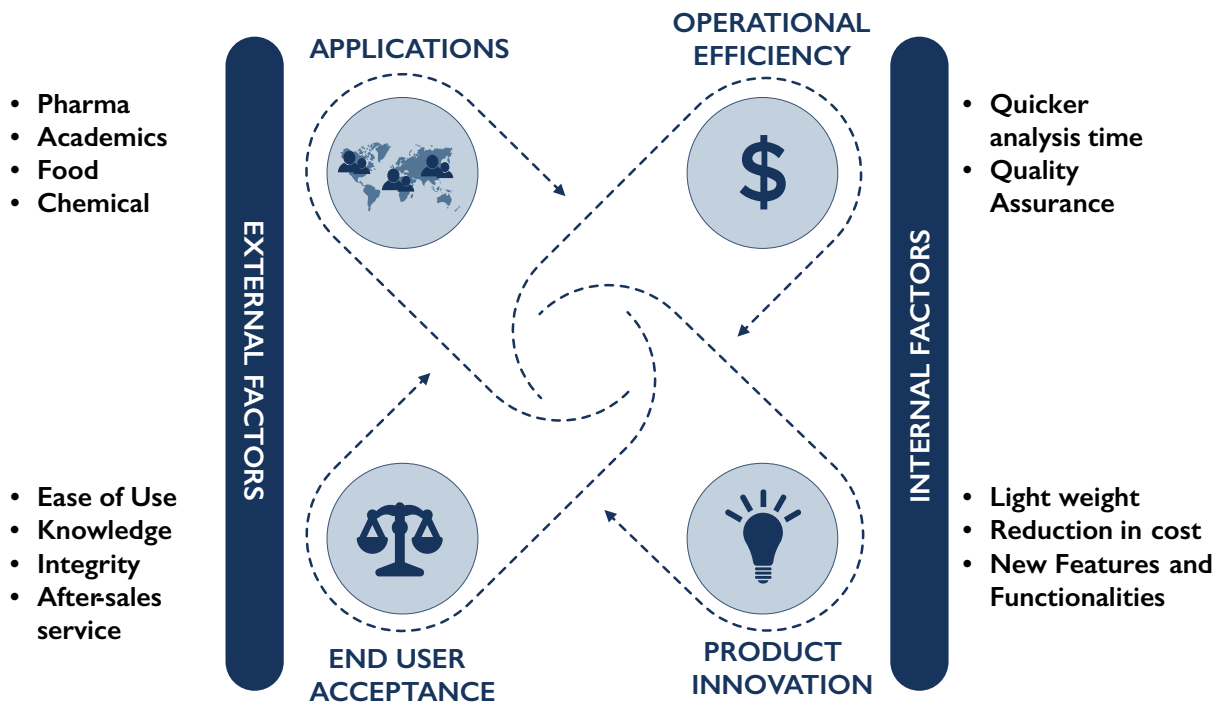 APPLICATIONS
OPERATIONAL
EFFICIENCY
• Pharma
• Academics
• Food
• Chemical
• Quicker
analysis time
• Quality
Assurance
EXTERNAL FACTORS
$
INTERNAL FACTORS
• Ease of Use
• Knowledge
• Integrity
• After-sales
service
• Light weight
• Reduction in cost
• New Features and
Functionalities
END USER
ACCEPTANCE
PRODUCT
INNOVATION